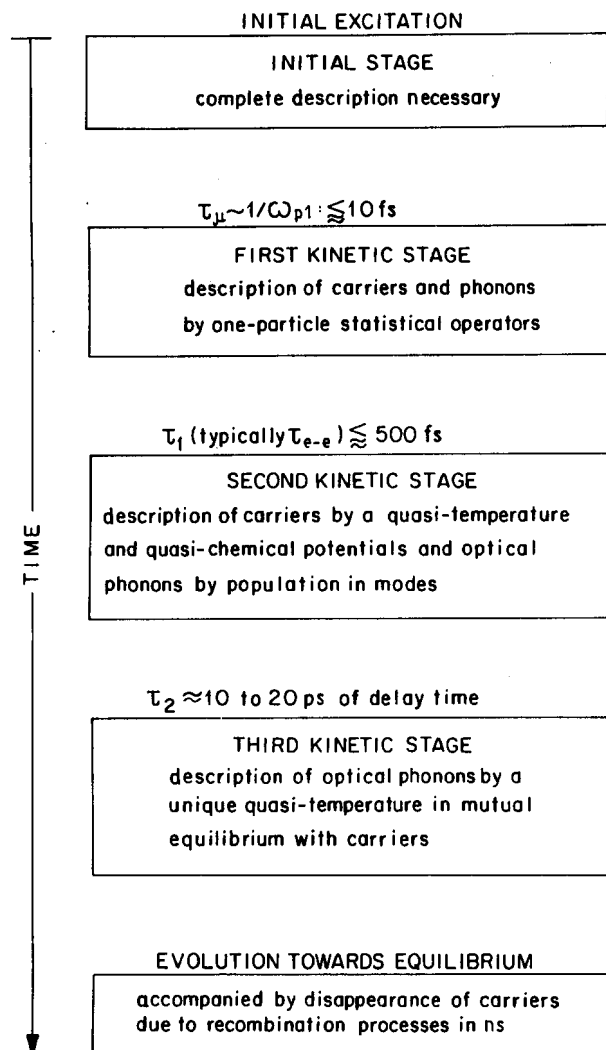 INITIAL EXCITATION
INITIAL STAGE
complete description necessary
τμ~1/ωp1: ≲10 fs
FIRST KINETIC STAGE
description of carriers and phonons
by one-particle statistical operators
τ1 (typically τe-e) ≲ 500 fs
SECOND KINETIC STAGE
description of carriers by a quasi-temperature
and quasi-chemical potentials and optical
phonons by population in modes
TIME
τ2 ≈10 to 20 ps of delay time
THIRD KINETIC STAGE
description of optical phonons by a
unique quasi-temperature in mutual
equilibrium with carriers
EVOLUTION TOWARDS EQUILIBRIUM
accompanied by disappearance of carriers
due to recombination processes in ns